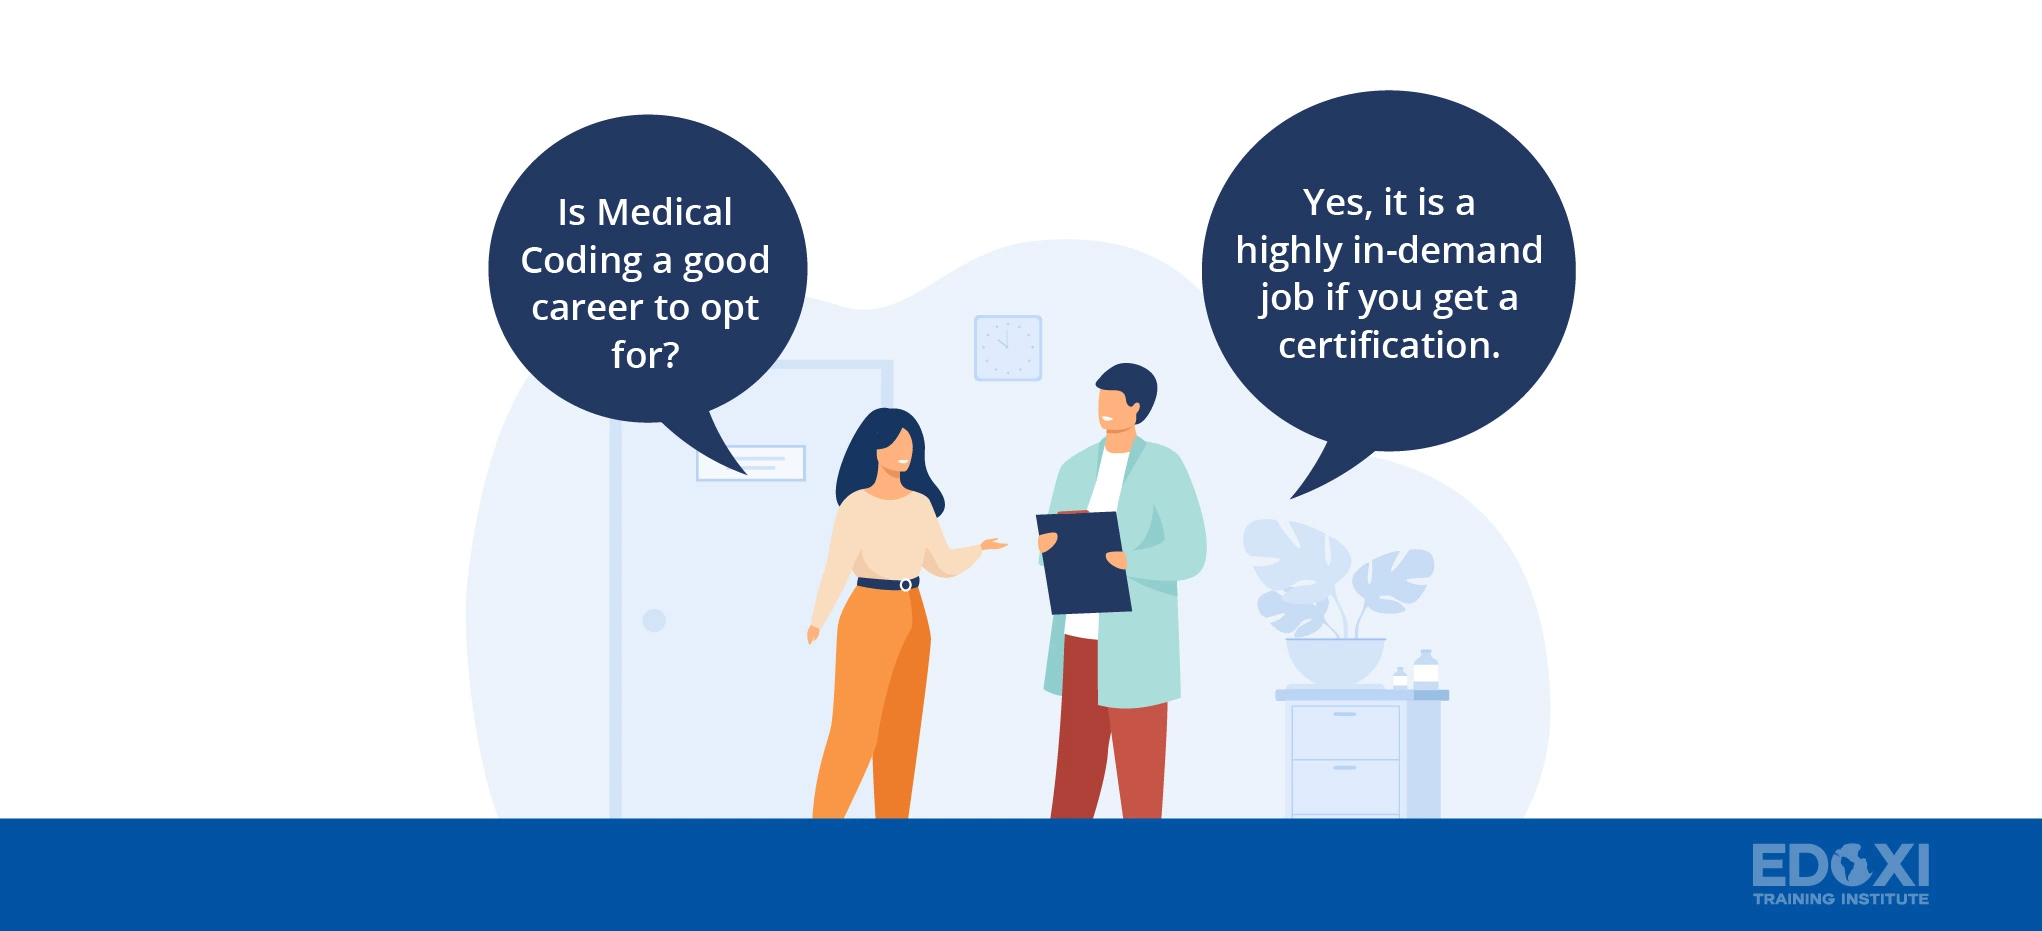 Is Medical
Coding a good
career to opt
for?
Yes, it is a
highly in-demand
job if you get a
certification.
EDOXI
TRAINING INSTITUTE